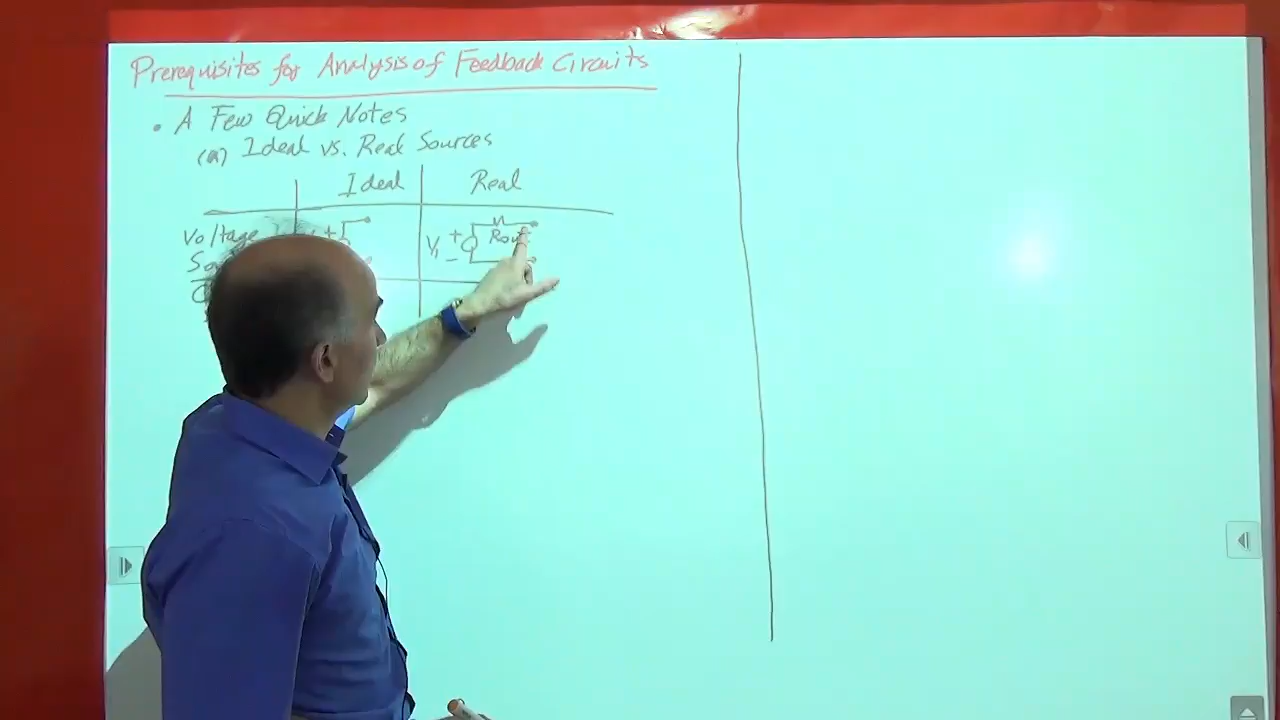 Prerequisites for Analysis of Feedback Circuits
• A Few Quick Notes
(a) Ideal vs. Real Sources
Ideal Real
Voltage + V1 + Rout
−